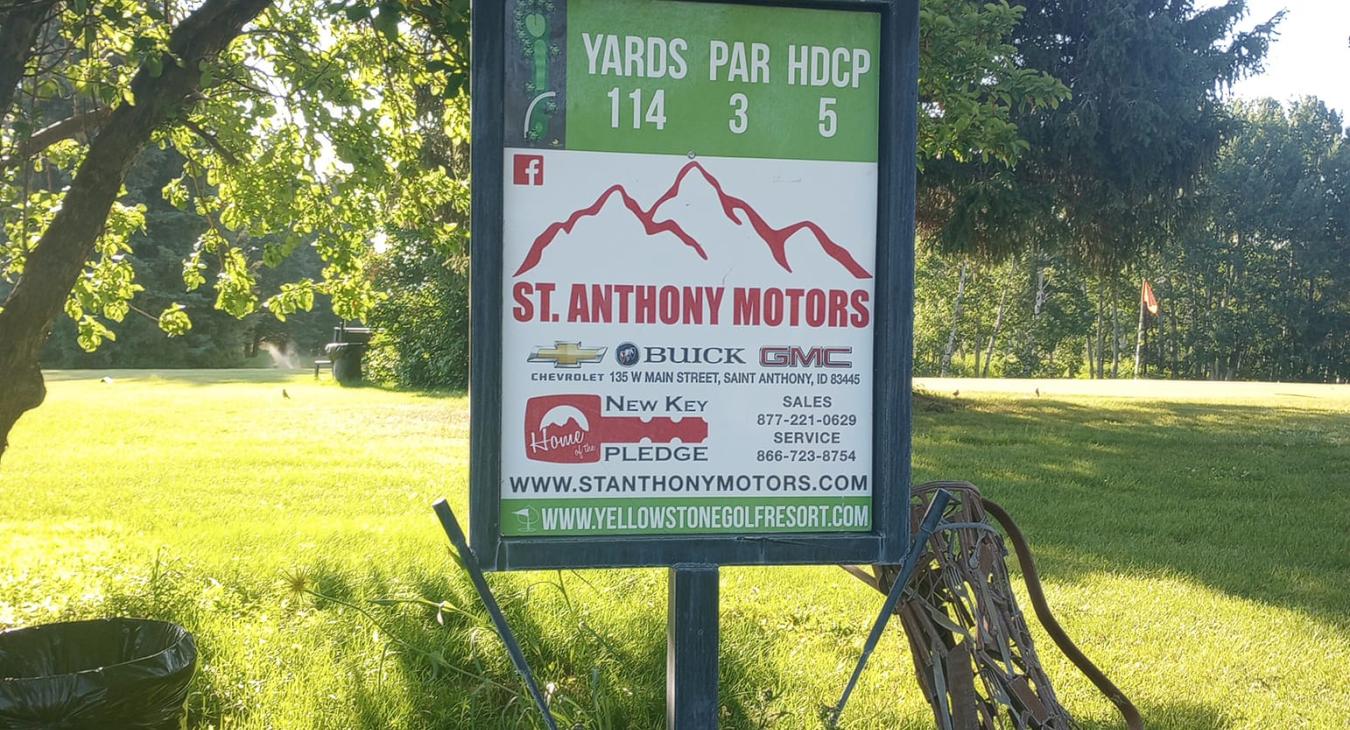 YARDS PAR HDCP
114 3 5
f
ST. ANTHONY MOTORS
CHEVROLET BUICK GMC
135 W MAIN STREET, SAINT ANTHONY, ID 83445
Home of the NEW KEY PLEDGE
SALES
877-221-0629
SERVICE
866-723-8754
WWW.STANTHONYMOTORS.COM
WWW.YELLOWSTONEGOLFRESORT.COM